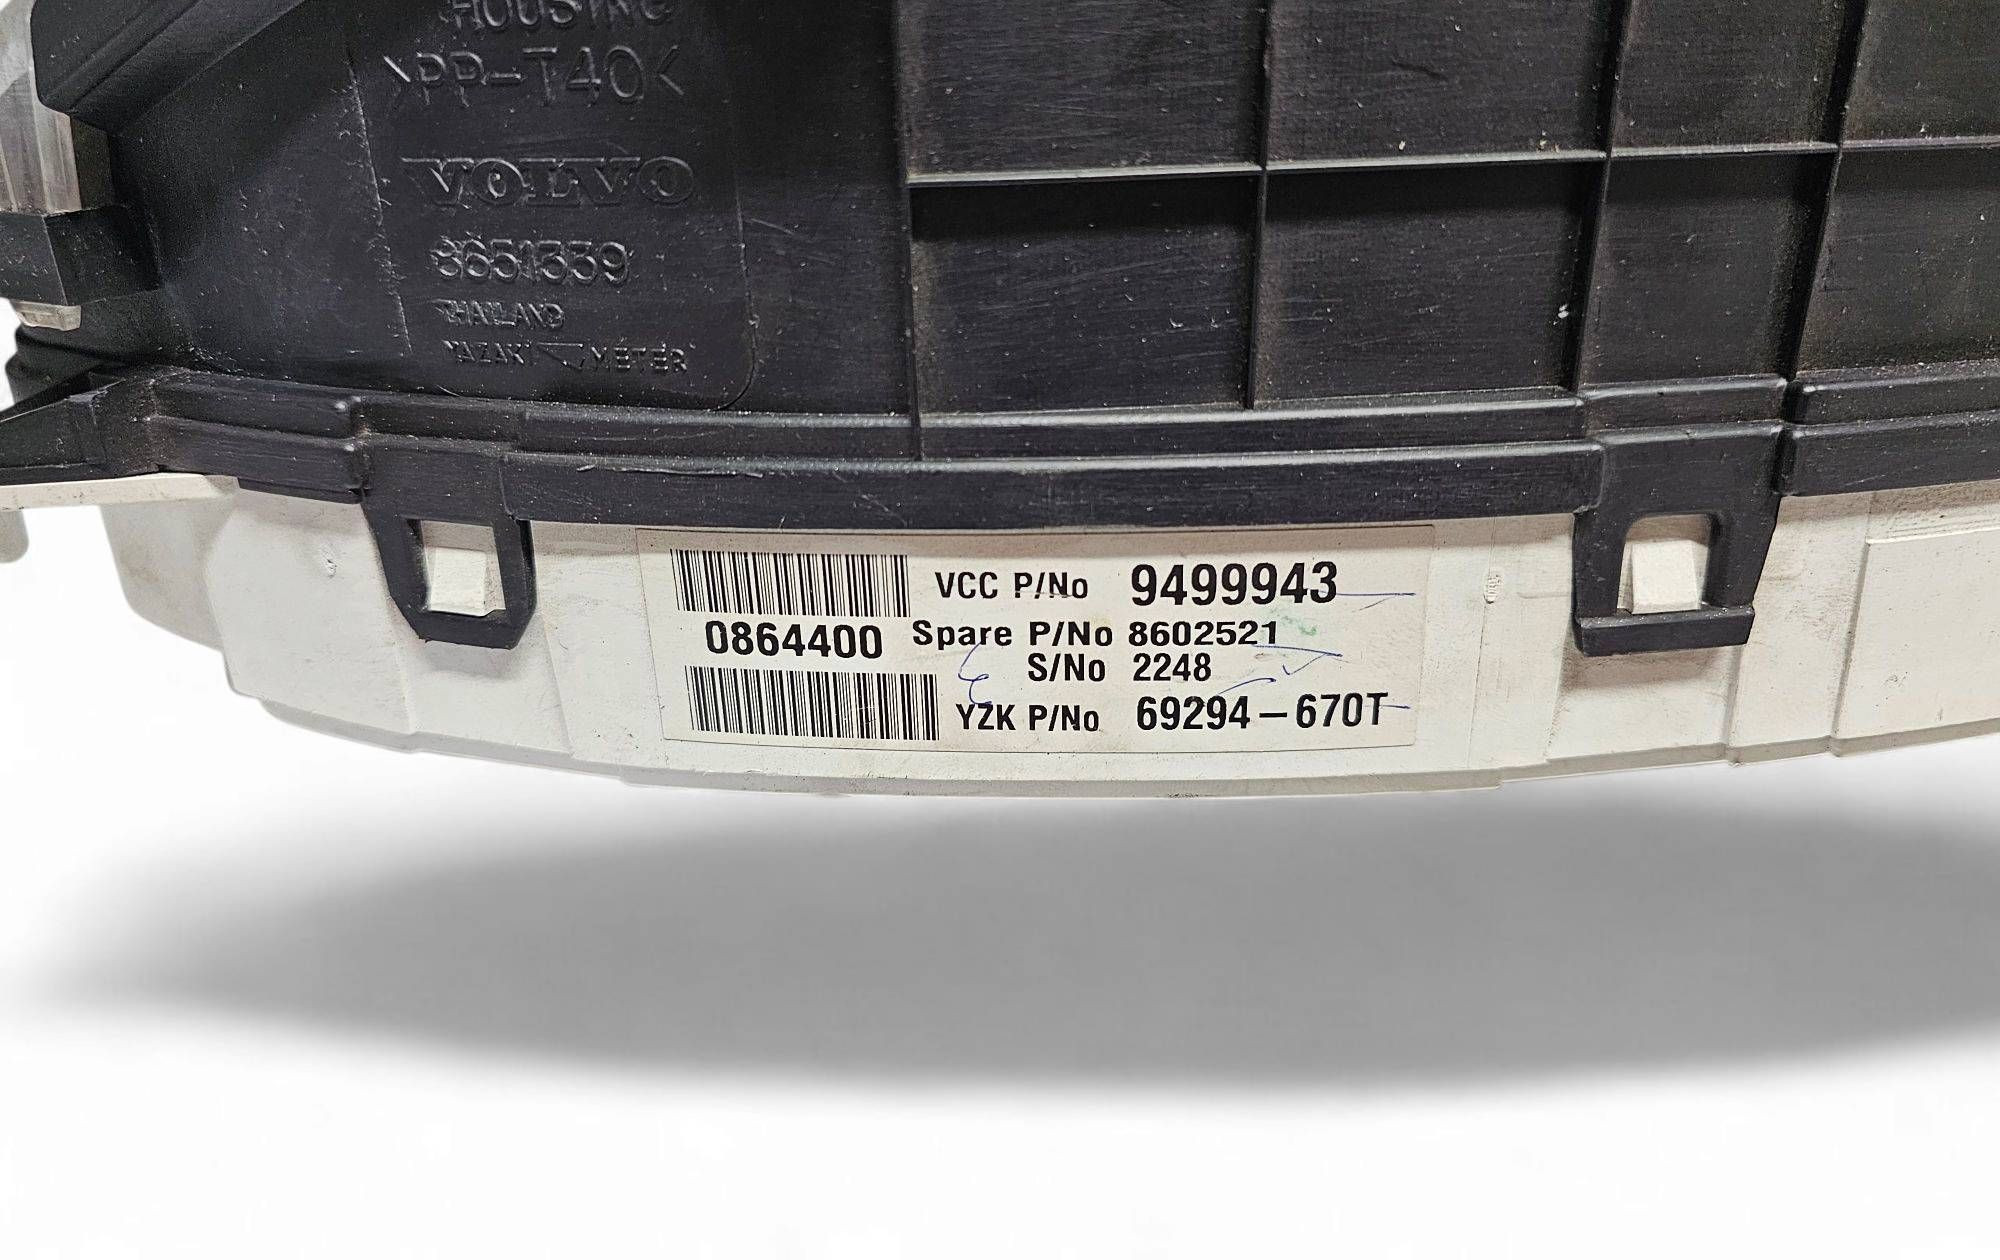 HOUSING
>PP-T40<
VOLVO
8651339
THAILAND
YAZAKI METER
VCC P/No 9499943
0864400 Spare P/No 8602521
S/No 2248
YZK P/No 69294-670T